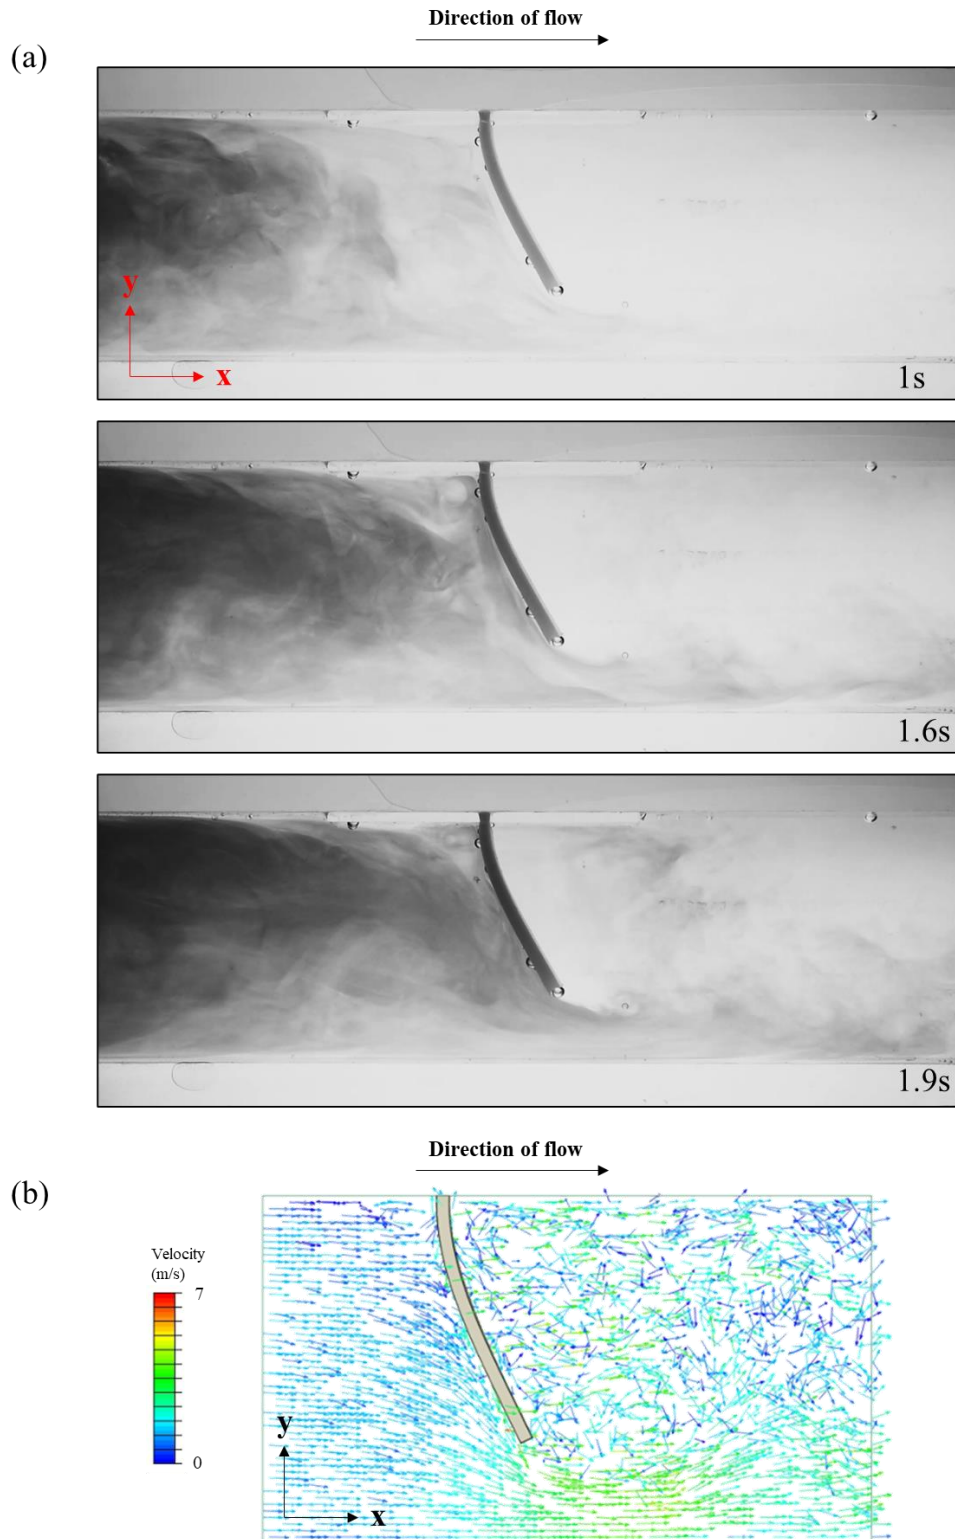 Direction of flow
(a)
y
x
1s
1.6s
1.9s
Direction of flow
(b)
Velocity
(m/s)
7
0
y
x